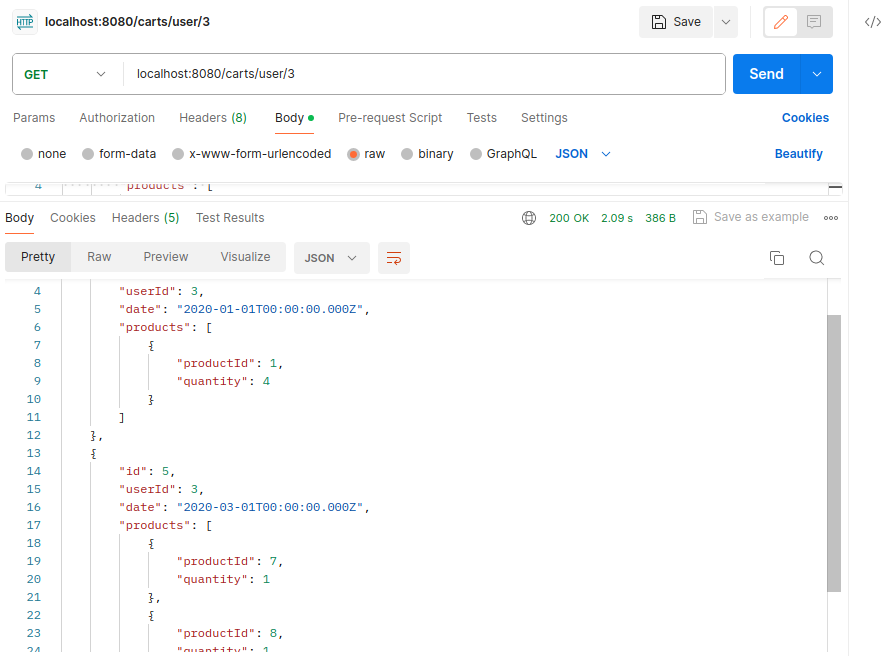 HTTP localhost:8080/carts/user/3 Save </>
GET localhost:8080/carts/user/3 Send
Params Authorization Headers (8) Body Pre-request Script Tests Settings Cookies
none form-data x-www-form-urlencoded raw binary GraphQL JSON Beautify
4 "products": [
Body Cookies Headers (5) Test Results 200 OK 2.09 s 386 B Save as example
Pretty Raw Preview Visualize JSON
4 "userId": 3,
5 "date": "2020-01-01T00:00:00.000Z",
6 "products": [
7 {
8 "productId": 1,
9 "quantity": 4
10 }
11 ]
12 },
13 {
14 "id": 5,
15 "userId": 3,
16 "date": "2020-03-01T00:00:00.000Z",
17 "products": [
18 {
19 "productId": 7,
20 "quantity": 1
21 },
22 {
23 "productId": 8,
24 "quantity": 1